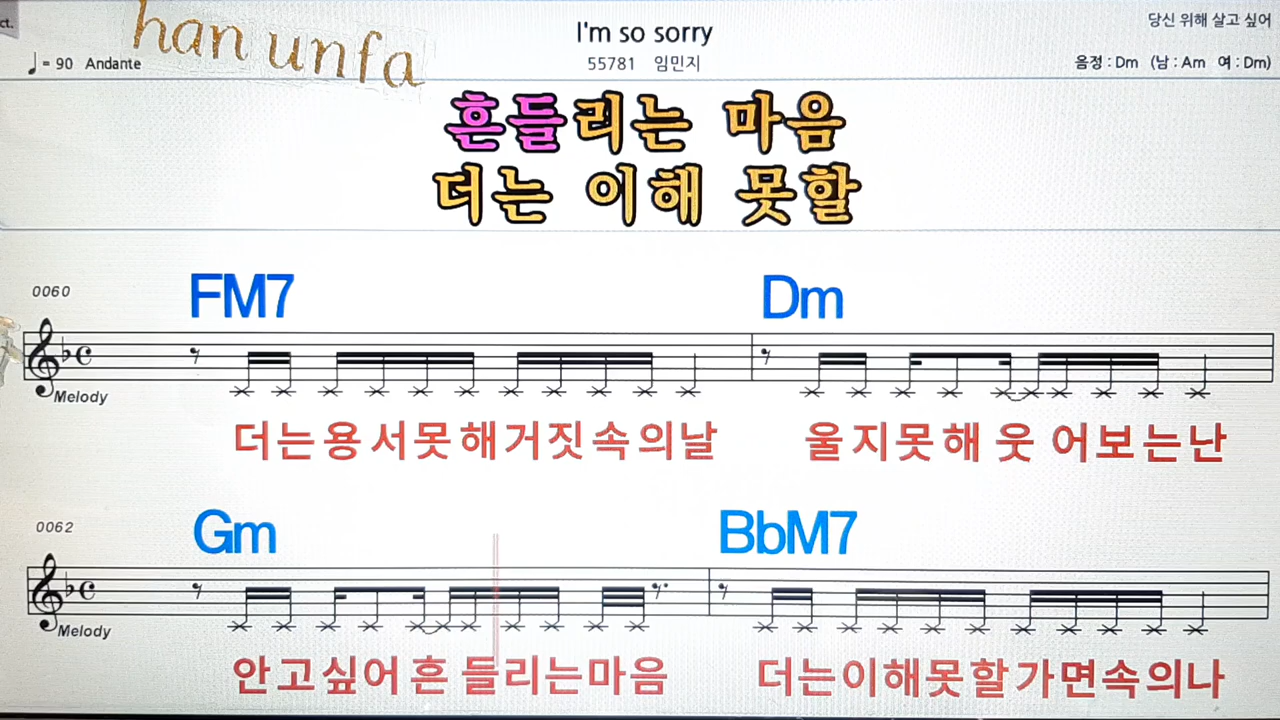 ct.
han unfa
I'm so sorry
당신 위해 살고 싶어
♩= 90 Andante
55781 임민지
음정 : Dm (남 : Am 여 : Dm)
흔들리는 마음
더는 이해 못할
0060
FM7 Dm
Melody
더는용서못해거짓속의날 울지못해웃 어보는난
0062
Gm BbM7
Melody
안고싶어흔 들리는마음 더는이해못할가면속의나